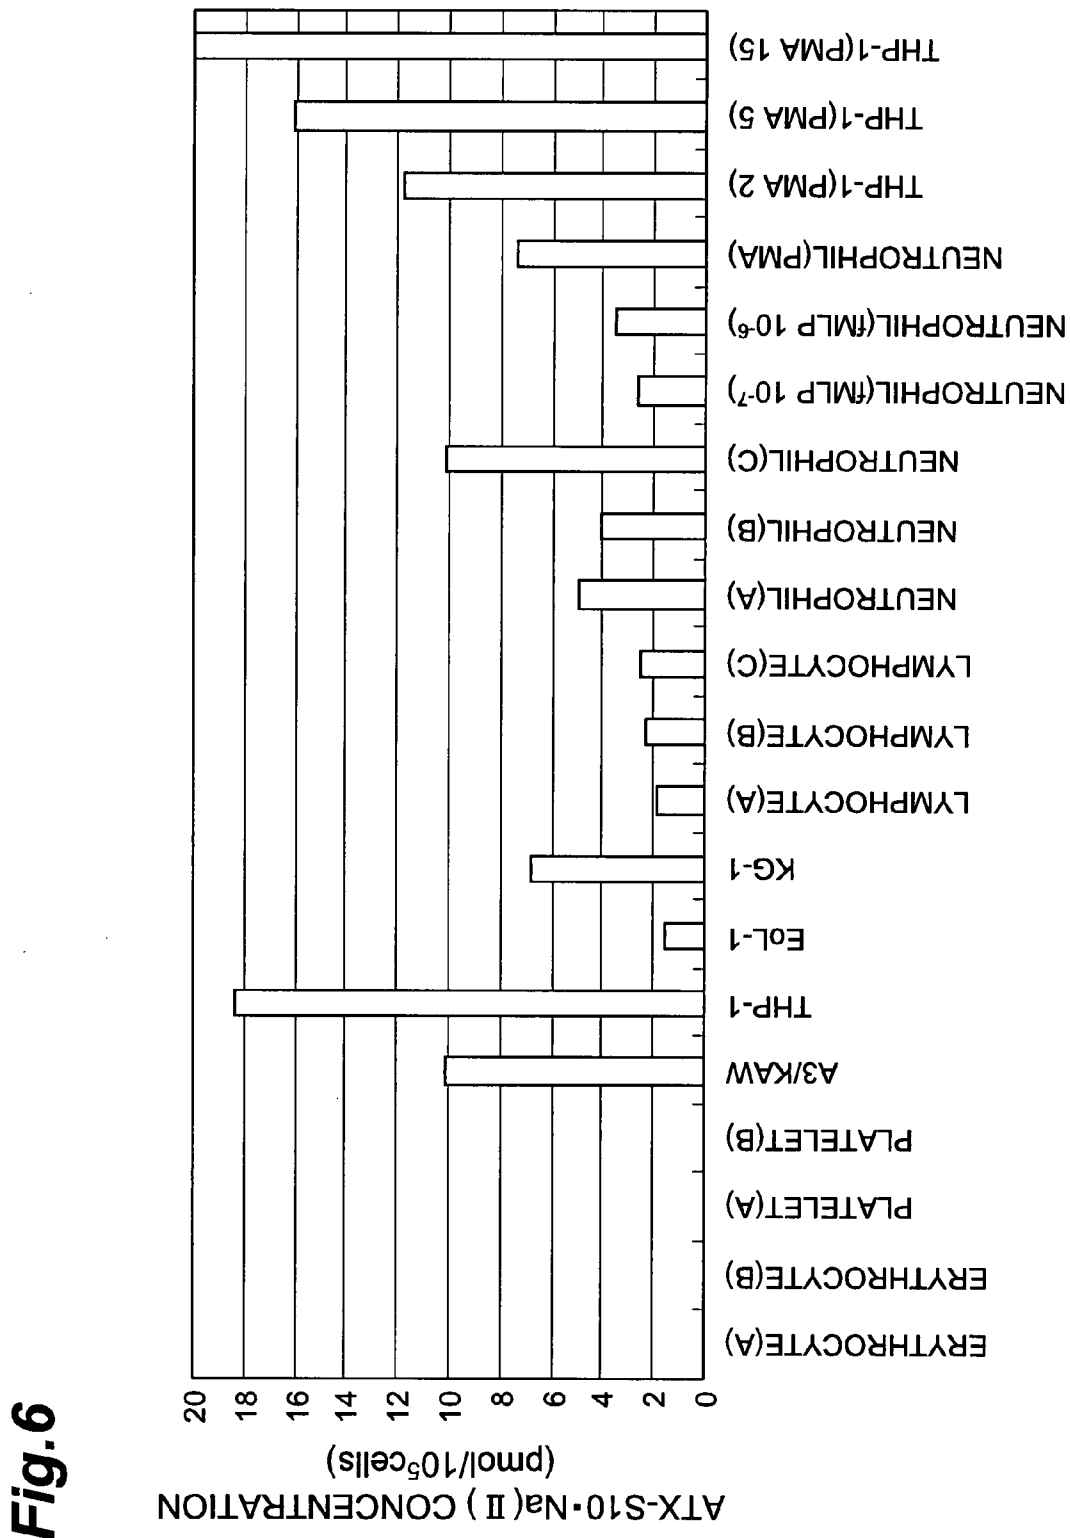 Fig.6
ATX-S10・Na(Ⅱ) CONCENTRATION
(pmol/10⁵cells)
20
18
16
14
12
10
8
6
4
2
0
ERYTHROCYTE(A)
ERYTHROCYTE(B)
PLATELET(A)
PLATELET(B)
A3/KAW
THP-1
EoL-1
KG-1
LYMPHOCYTE(A)
LYMPHOCYTE(B)
LYMPHOCYTE(C)
NEUTROPHIL(A)
NEUTROPHIL(B)
NEUTROPHIL(C)
NEUTROPHIL(fMLP 10⁻⁷)
NEUTROPHIL(fMLP 10⁻⁶)
NEUTROPHIL(PMA)
THP-1(PMA 2)
THP-1(PMA 5)
THP-1(PMA 15)